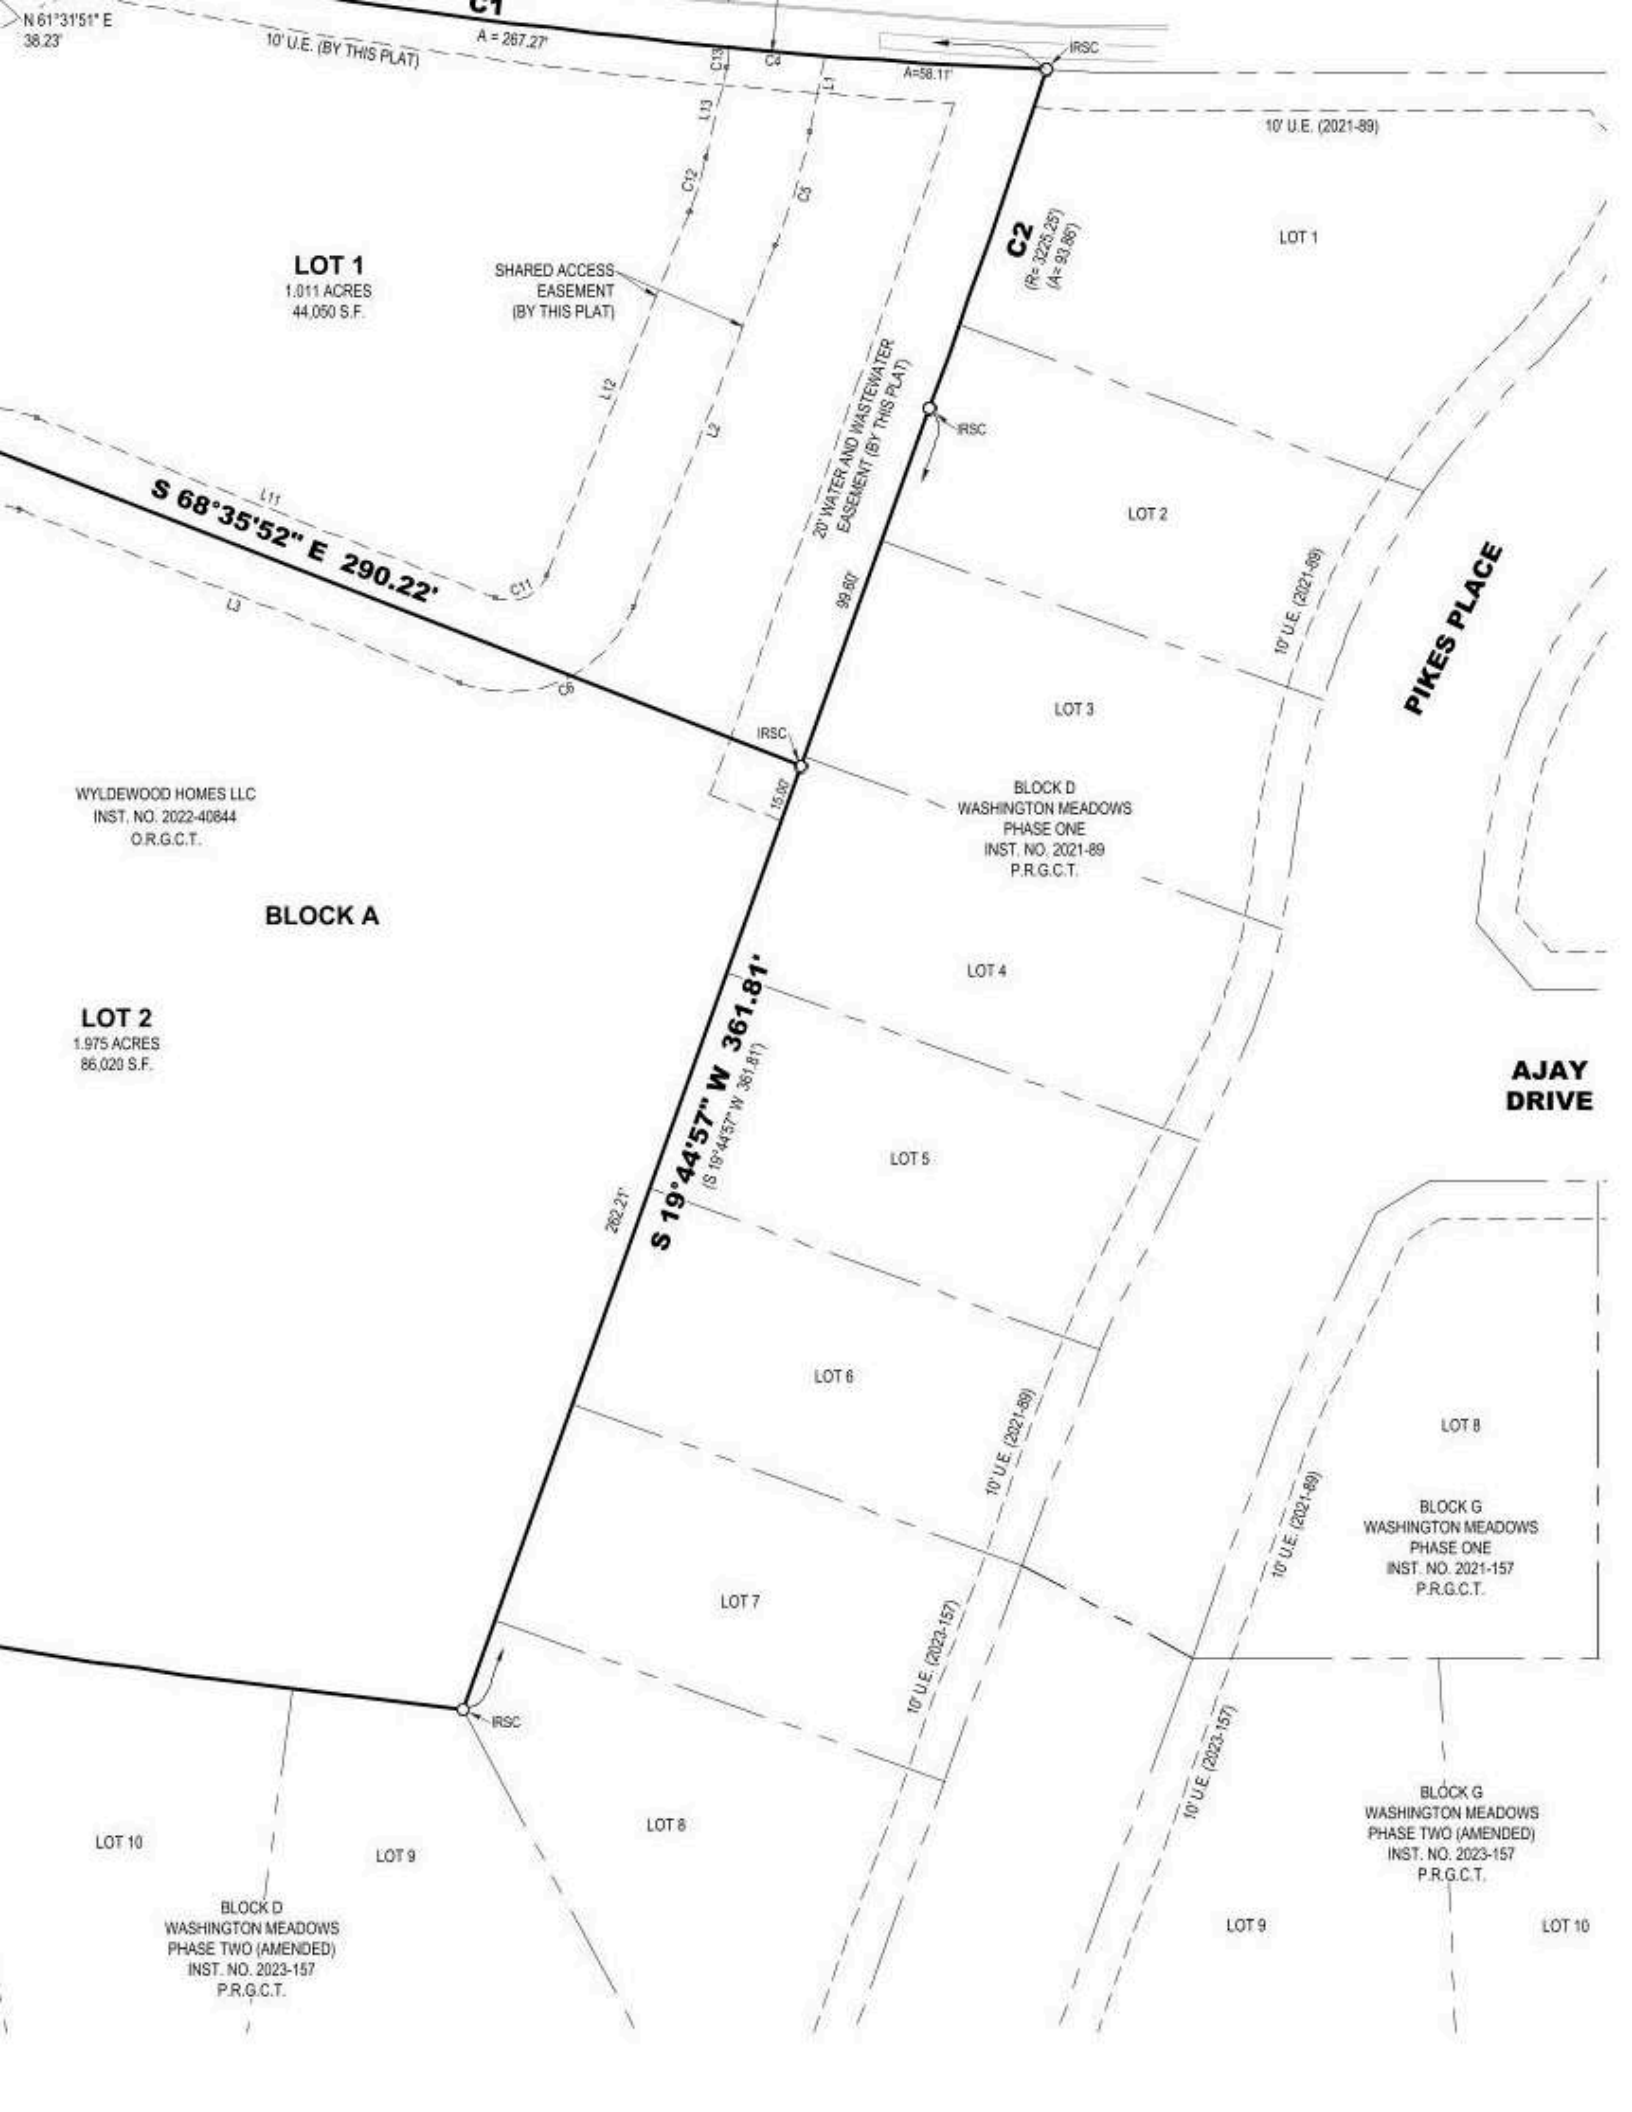 N 61°31'51" E
38.23'
C1
A = 267.27'
10' U.E. (BY THIS PLAT)
C13
C4
L1
A=58.11'
IRSC
10' U.E. (2021-89)
L13
C12
C5
C2
(R= 3225.25')
(A= 93.86')
LOT 1
LOT 1
1.011 ACRES
44,050 S.F.
SHARED ACCESS
EASEMENT
(BY THIS PLAT)
L12
L2
20' WATER AND WASTEWATER
EASEMENT (BY THIS PLAT)
IRSC
LOT 2
L11
S 68°35'52" E 290.22'
C11
L3
C6
99.60'
10' U.E. (2021-89)
PIKES PLACE
LOT 3
IRSC
15.00'
WYLDEWOOD HOMES LLC
INST. NO. 2022-40844
O.R.G.C.T.
BLOCK D
WASHINGTON MEADOWS
PHASE ONE
INST. NO. 2021-89
P.R.G.C.T.
BLOCK A
LOT 4
LOT 2
1.975 ACRES
86,020 S.F.
S 19°44'57" W 361.81'
(S 19°44'57" W 361.81')
AJAY
DRIVE
LOT 5
262.21'
LOT 6
10' U.E. (2021-89)
LOT 8
10' U.E. (2021-89)
BLOCK G
WASHINGTON MEADOWS
PHASE ONE
INST. NO. 2021-157
P.R.G.C.T.
LOT 7
10' U.E. (2023-157)
IRSC
10' U.E. (2023-157)
BLOCK G
WASHINGTON MEADOWS
PHASE TWO (AMENDED)
INST. NO. 2023-157
P.R.G.C.T.
LOT 10
LOT 9
LOT 8
BLOCK D
WASHINGTON MEADOWS
PHASE TWO (AMENDED)
INST. NO. 2023-157
P.R.G.C.T.
LOT 9
LOT 10